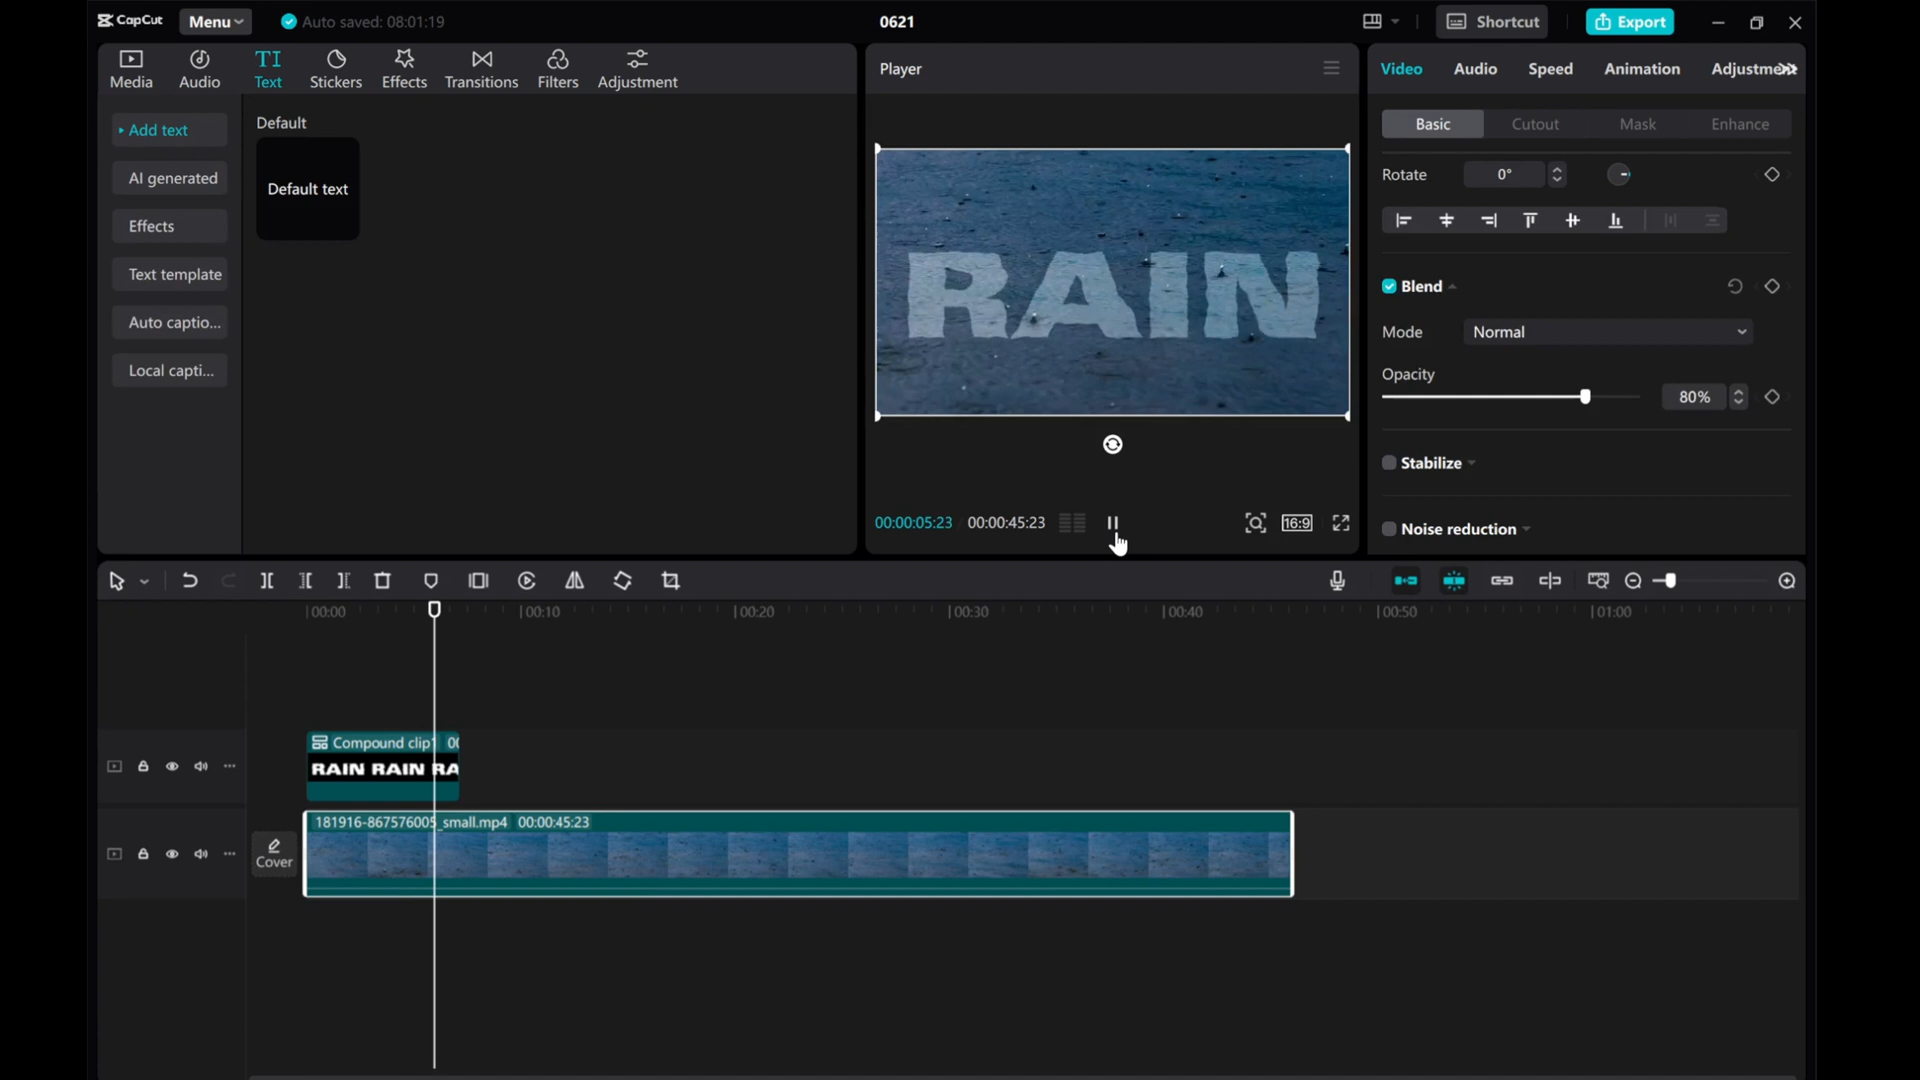 CapCut
Menu
Auto saved: 08:01:19
0621
Shortcut
Export
Media
Audio
TI
Text
Stickers
Effects
Transitions
Filters
Adjustment
Player
Video
Audio
Speed
Animation
Add text
AI generated
Effects
Text template
Auto captio...
Local capti...
Default
Default text
RAIN
00:00:05:23
00:00:45:23
16:9
Basic
Cutout
Mask
Enhance
Rotate
0°
Blend
Mode
Normal
Opacity
80%
Stabilize
Noise reduction
00:00
00:10
00:20
00:30
00:40
00:50
01:00
Compound clip1
RAIN RAIN RA
181916-867576005_small.mp4 00:00:45:23
Cover